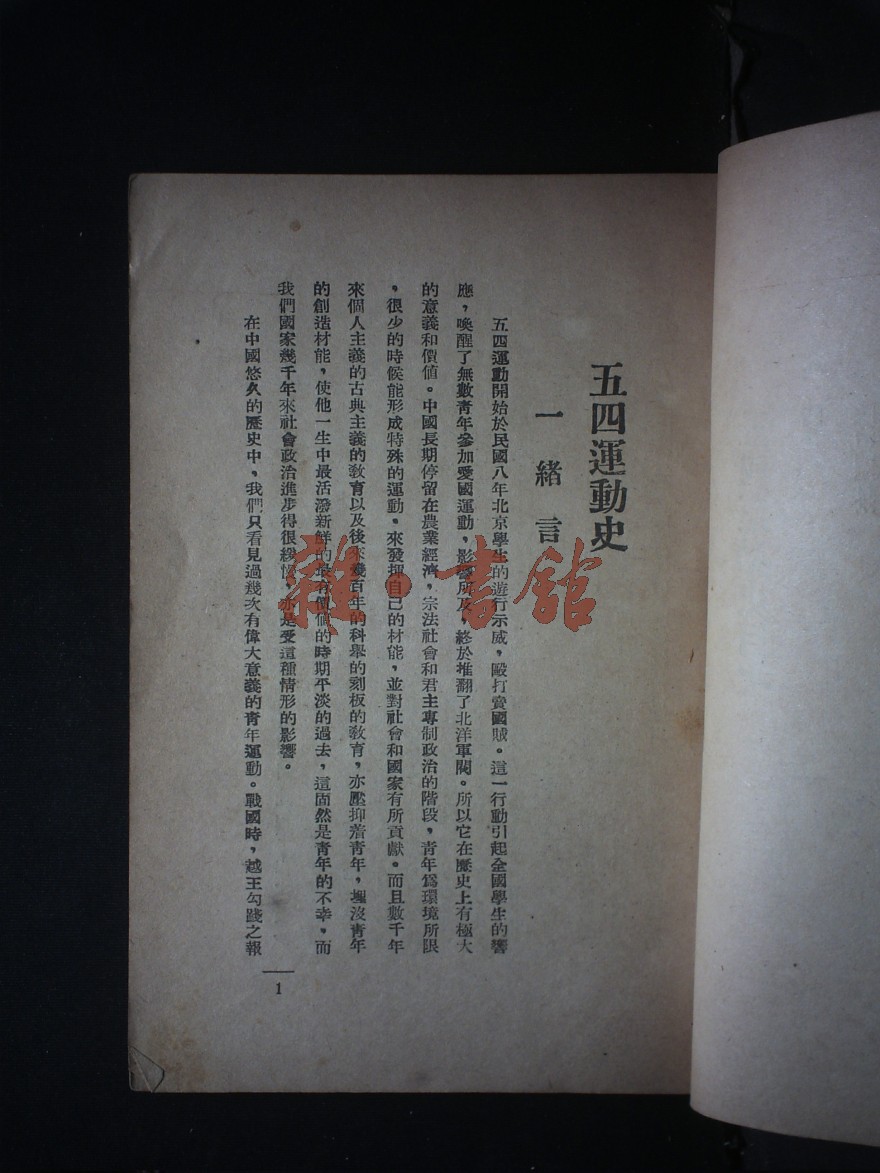 五四運動史
一 緒言
五四運動開始於民國八年北京學生的遊行示威，毆打賣國賊。這一行動引起全國學生的響
應，喚醒了無數青年參加愛國運動，影響所及，終於推翻了北洋軍閥。所以它在歷史上有極大
的意義和價値。中國長期停留在農業經濟，宗法社會和君主專制政治的階段，青年爲環境所限
，很少的時候能形成特殊的運動。來發揮自己的材能，並對社會和國家有所貢獻。而且數千年
來個人主義的古典主義的敎育以及後來幾百年的科舉的刻板的敎育，亦壓抑着青年，埋沒青年
的創造材能，使他一生中最活潑新鮮的最有價値的時期平淡的過去，這固然是青年的不幸，而
我們國家幾千年來社會政治進步得很緩慢，亦是受這種情形的影響。
在中國悠久的歷史中，我們只看見過幾次有偉大意義的青年運動。戰國時，越王勾踐之報
1
雜·書館